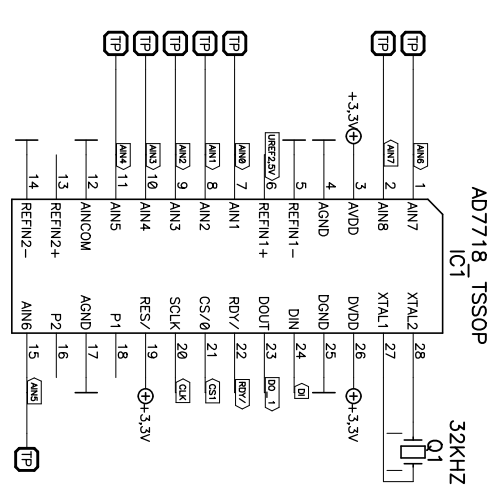 AD7718_TSSOP
IC1
TP
TP
TP
TP
TP
TP
TP
+3,3V
AIN6
AIN7
UREF2,5V
AIN0
AIN1
AIN2
AIN3
AIN4
1 AIN7
2 AIN8
3 AVDD
4 AGND
5 REFIN1-
6 REFIN1+
7 AIN1
8 AIN2
9 AIN3
10 AIN4
11 AIN5
12 AINCOM
13 REFIN2+
14 REFIN2-
XTAL2 28
XTAL1 27
DVDD 26
DGND 25
DIN 24
DOUT 23
RDY/ 22
CS/0 21
SCLK 20
RES/ 19
P1 18
AGND 17
P2 16
AIN6 15
+3,3V
DI
DO_1
RDY/
CS1
CLK
+3,3V
AIN5
TP
32KHZ
Q1